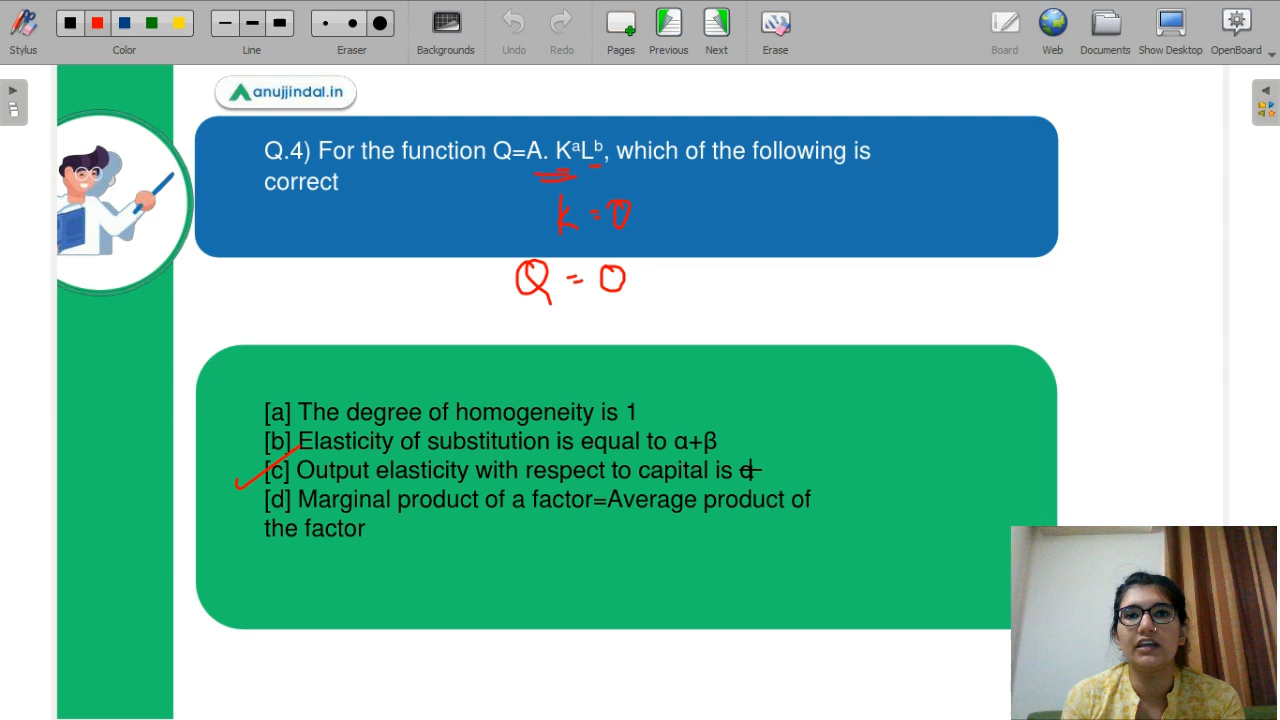 Stylus
Color
Line
Eraser
Backgrounds
Undo
Redo
Pages
Previous
Next
Erase
Board
Web
Documents
Show Desktop
OpenBoard
anujjindal.in
Q.4) For the function Q=A. KᵃLᵇ, which of the following is
correct
k = 0
Q = 0
[a] The degree of homogeneity is 1
[b] Elasticity of substitution is equal to α+β
[c] Output elasticity with respect to capital is α
[d] Marginal product of a factor=Average product of
the factor